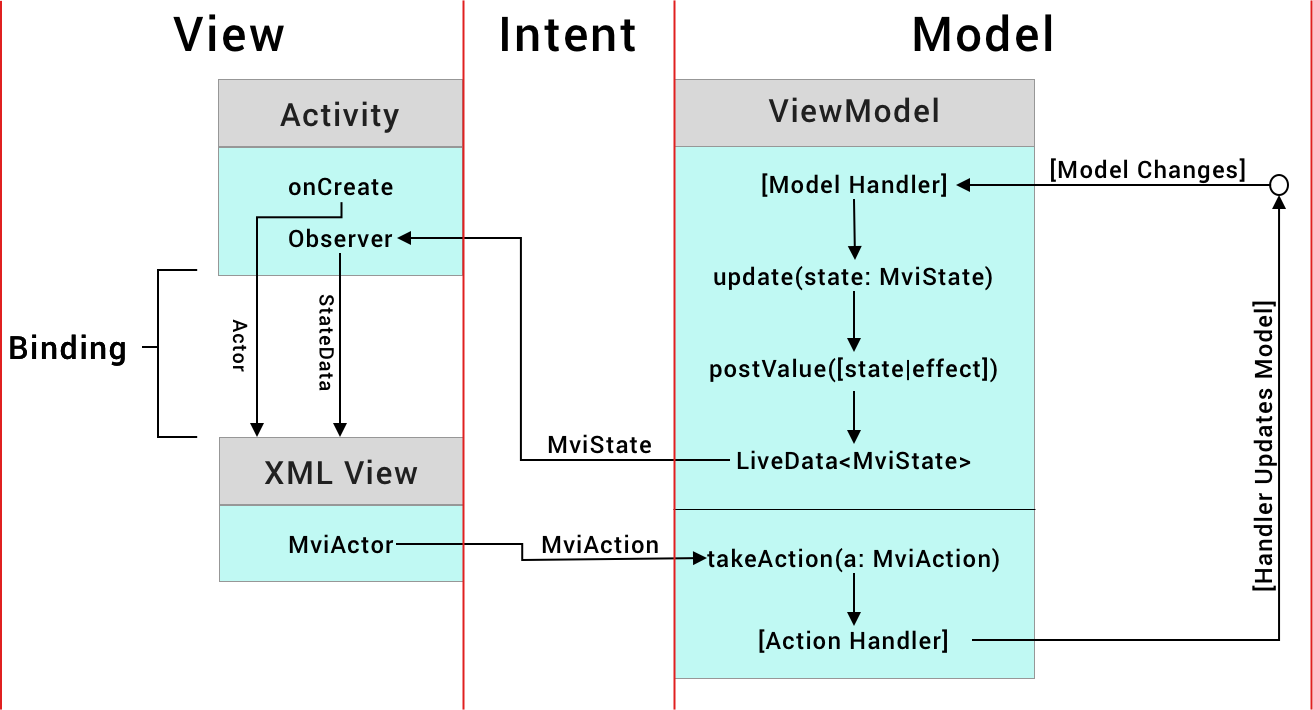 View
Intent
Model
Activity
onCreate
Observer
Binding
Actor
StateData
XML View
MviActor
MviState
MviAction
ViewModel
[Model Handler]
update(state: MviState)
postValue([state|effect])
LiveData<MviState>
takeAction(a: MviAction)
[Action Handler]
[Model Changes]
[Handler Updates Model]